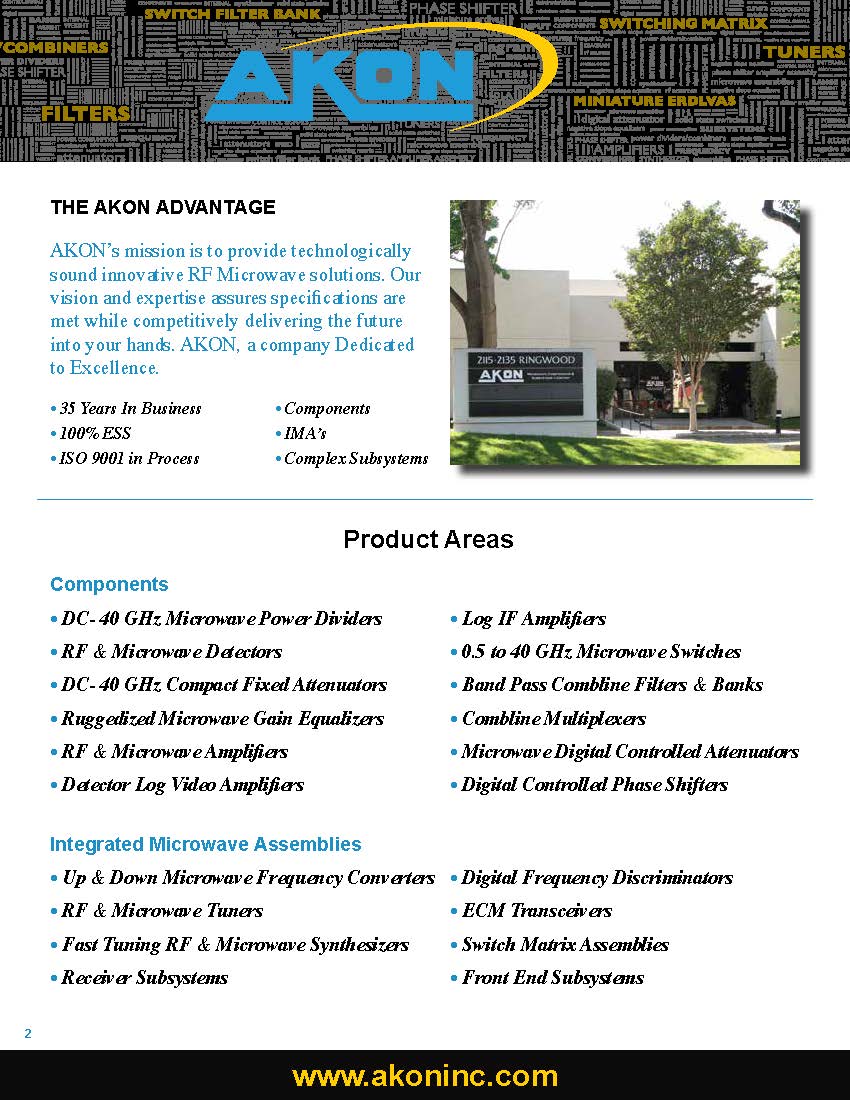 SWITCH FILTER BANK
PHASE SHIFTER
SWITCHING MATRIX
COMBINERS
TUNERS
FILTERS
MINIATURE ERDLVAS
AKON
THE AKON ADVANTAGE
AKON’s mission is to provide technologically
sound innovative RF Microwave solutions. Our
vision and expertise assures specifications are
met while competitively delivering the future
into your hands. AKON, a company Dedicated
to Excellence.
• 35 Years In Business
• 100% ESS
• ISO 9001 in Process
• Components
• IMA’s
• Complex Subsystems
2115-2135 RINGWOOD
AKON
Product Areas
Components
• DC- 40 GHz Microwave Power Dividers
• RF & Microwave Detectors
• DC- 40 GHz Compact Fixed Attenuators
• Ruggedized Microwave Gain Equalizers
• RF & Microwave Amplifiers
• Detector Log Video Amplifiers
• Log IF Amplifiers
• 0.5 to 40 GHz Microwave Switches
• Band Pass Combline Filters & Banks
• Combline Multiplexers
• Microwave Digital Controlled Attenuators
• Digital Controlled Phase Shifters
Integrated Microwave Assemblies
• Up & Down Microwave Frequency Converters
• RF & Microwave Tuners
• Fast Tuning RF & Microwave Synthesizers
• Receiver Subsystems
• Digital Frequency Discriminators
• ECM Transceivers
• Switch Matrix Assemblies
• Front End Subsystems
2
www.akoninc.com